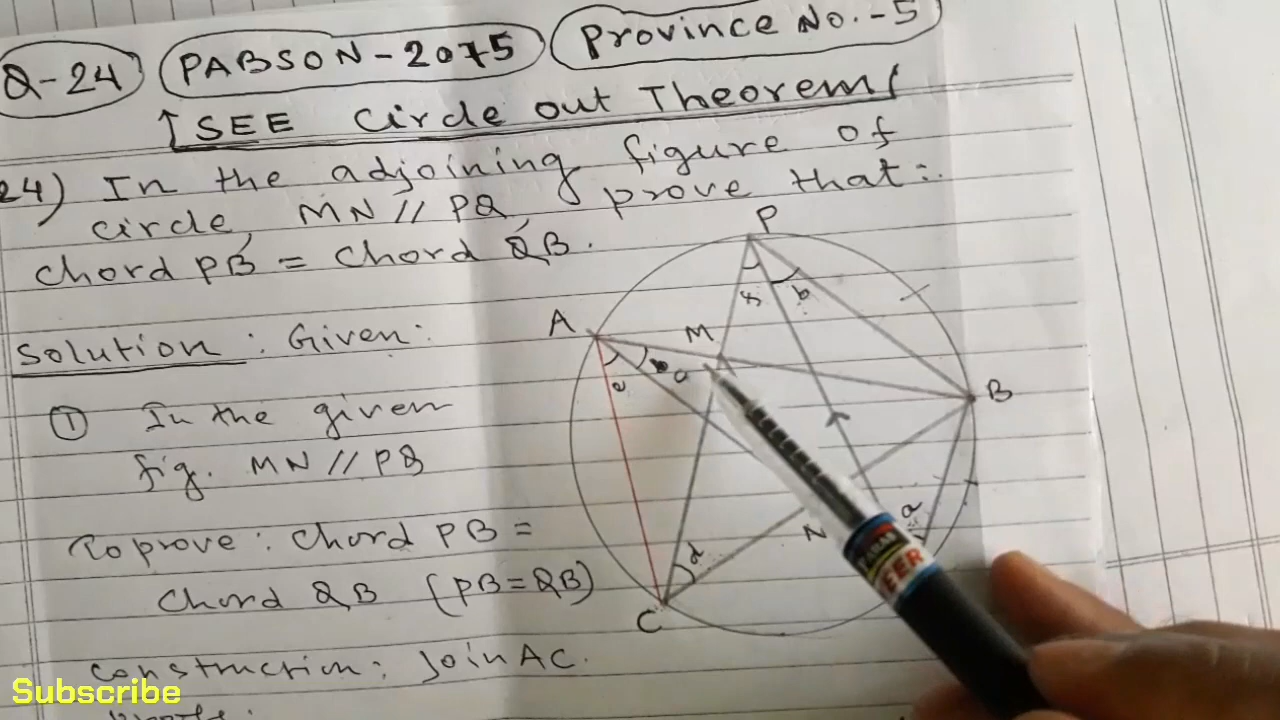 Q-24 PABSON-2075 Province No.-5
SEE Circle out Theorem
24) In the adjoining figure of
circle, MN // PQ, prove that:
chord PB = chord QB.
Solution: Given:
① In the given
fig. MN // PQ
To prove: chord PB =
chord QB (PB = QB)
Construction: Join AC.
P
b
A
M
a
B
N
a
d
C
Subscribe